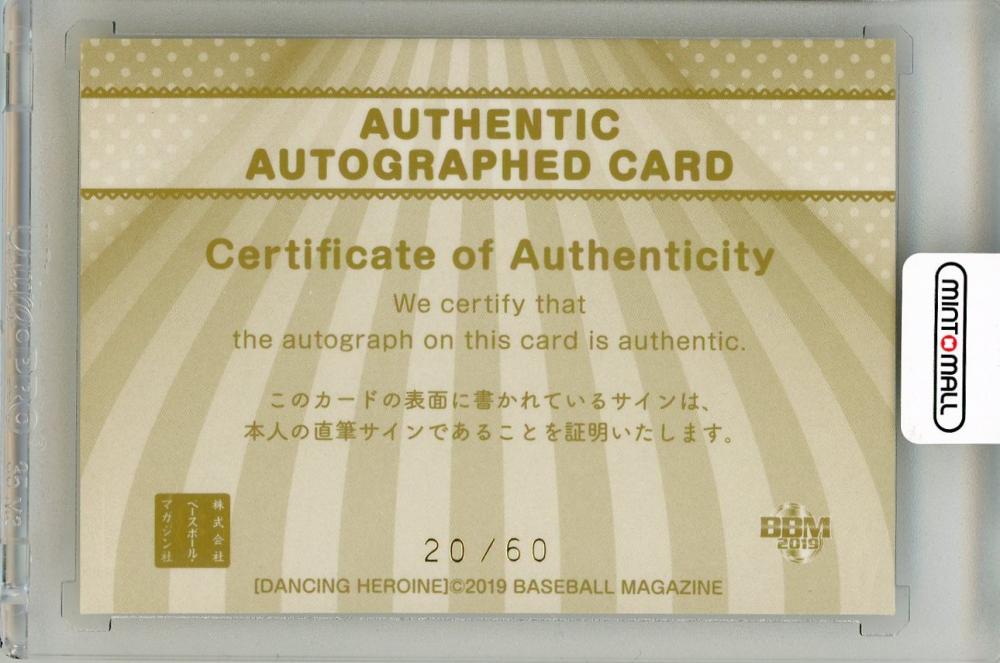 AUTHENTIC
AUTOGRAPHED CARD
Certificate of Authenticity
We certify that
the autograph on this card is authentic.
このカードの表面に書かれているサインは、
本人の直筆サインであることを証明いたします。
株式会社
ベースボール・
マガジン社
20/60
BBM
2019
[DANCING HEROINE]©2019 BASEBALL MAGAZINE
MINT MALL